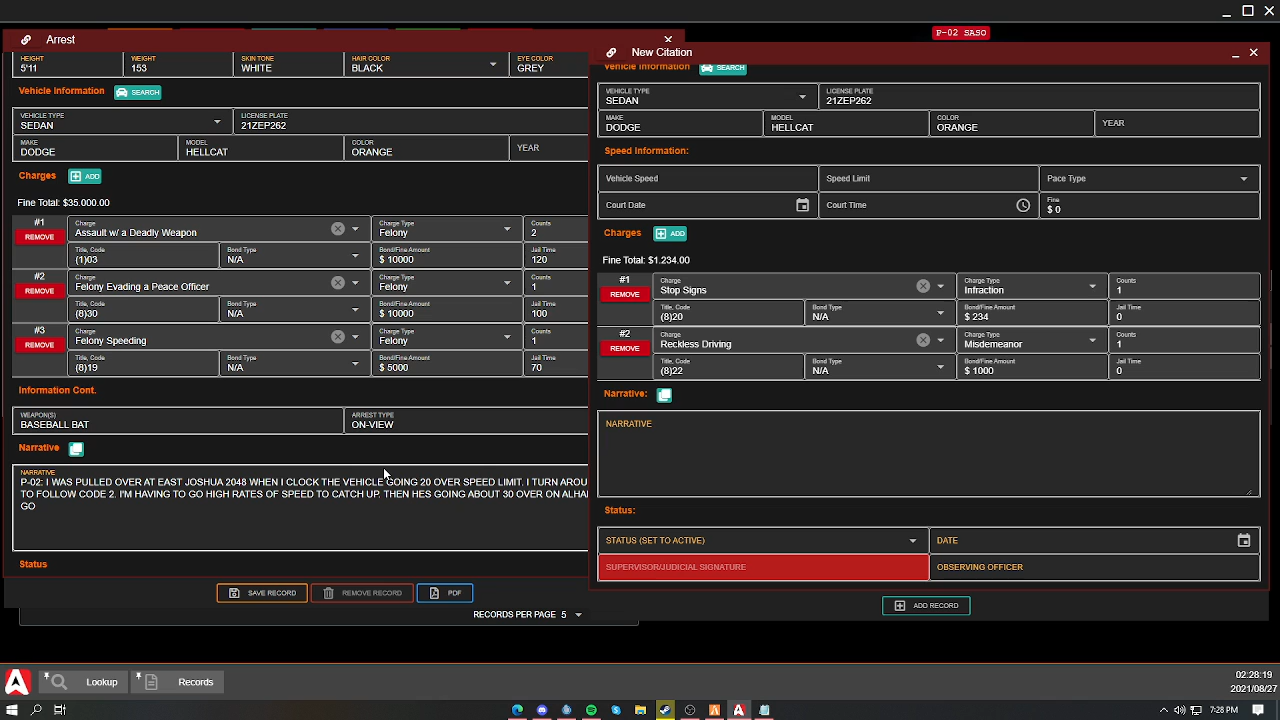 P-02 SASO
Arrest
HEIGHT
5'11
WEIGHT
153
SKIN TONE
WHITE
HAIR COLOR
BLACK
EYE COLOR
GREY
Vehicle Information
SEARCH
VEHICLE TYPE
SEDAN
LICENSE PLATE
21ZEP262
MAKE
DODGE
MODEL
HELLCAT
COLOR
ORANGE
YEAR
Charges
ADD
Fine Total: $35.000.00
#1
REMOVE
Charge
Assault w/ a Deadly Weapon
Charge Type
Felony
Counts
2
Title, Code
(1)03
Bond Type
N/A
Bond/Fine Amount
$ 10000
Jail Time
120
#2
REMOVE
Charge
Felony Evading a Peace Officer
Charge Type
Felony
Counts
1
Title, Code
(8)30
Bond Type
N/A
Bond/Fine Amount
$ 10000
Jail Time
100
#3
REMOVE
Charge
Felony Speeding
Charge Type
Felony
Counts
1
Title, Code
(8)19
Bond Type
N/A
Bond/Fine Amount
$ 5000
Jail Time
70
Information Cont.
WEAPON(S)
BASEBALL BAT
ARREST TYPE
ON-VIEW
Narrative
NARRATIVE
P-02: I WAS PULLED OVER AT EAST JOSHUA 2048 WHEN I CLOCK THE VEHICLE GOING 20 OVER SPEED LIMIT. I TURN AROU
TO FOLLOW CODE 2. I'M HAVING TO GO HIGH RATES OF SPEED TO CATCH UP. THEN HES GOING ABOUT 30 OVER ON ALHA
GO
Status
SAVE RECORD
REMOVE RECORD
PDF
RECORDS PER PAGE 5
New Citation
Vehicle Information
SEARCH
VEHICLE TYPE
SEDAN
LICENSE PLATE
21ZEP262
MAKE
DODGE
MODEL
HELLCAT
COLOR
ORANGE
YEAR
Speed Information:
Vehicle Speed
Speed Limit
Pace Type
Court Date
Court Time
Fine
$ 0
Charges
ADD
Fine Total: $1.234.00
#1
REMOVE
Charge
Stop Signs
Charge Type
Infraction
Counts
1
Title, Code
(8)20
Bond Type
N/A
Bond/Fine Amount
$ 234
Jail Time
0
#2
REMOVE
Charge
Reckless Driving
Charge Type
Misdemeanor
Counts
1
Title, Code
(8)22
Bond Type
N/A
Bond/Fine Amount
$ 1000
Jail Time
0
Narrative:
NARRATIVE
Status:
STATUS (SET TO ACTIVE)
DATE
SUPERVISOR/JUDICIAL SIGNATURE
OBSERVING OFFICER
ADD RECORD
Lookup
Records
02:28:19
2021/08/27
7:28 PM